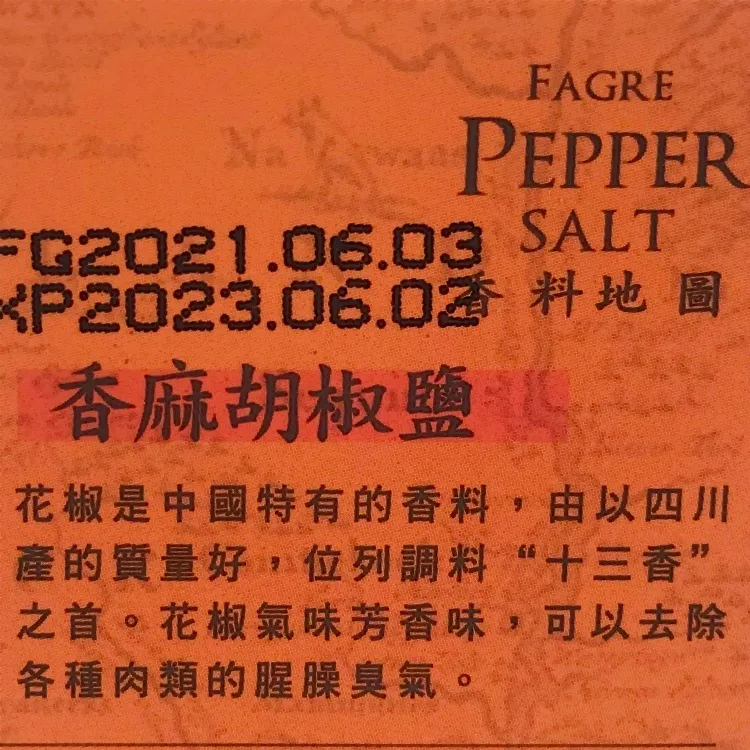 FAGRE
PEPPER
SALT
FG2021.06.03
XP2023.06.02
香料地圖
香麻胡椒鹽
花椒是中國特有的香料，由以四川
產的質量好，位列調料“十三香”
之首。花椒氣味芳香味，可以去除
各種肉類的腥臊臭氣。